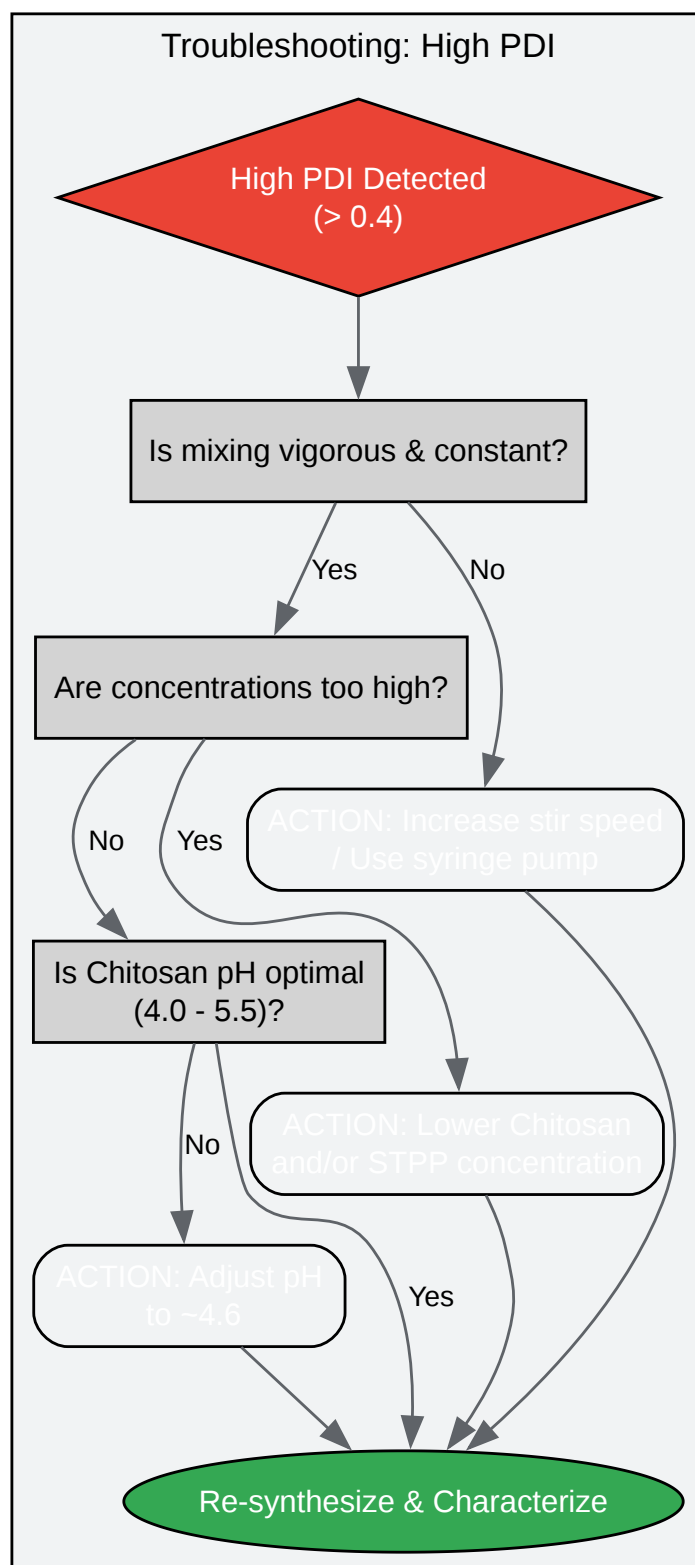 Troubleshooting: High PDI
High PDI Detected
(> 0.4)
Is mixing vigorous & constant?
Yes
No
Are concentrations too high?
No
Yes
ACTION: Increase stir speed
/ Use syringe pump
Is Chitosan pH optimal
(4.0 - 5.5)?
No
ACTION: Lower Chitosan
and/or STPP concentration
ACTION: Adjust pH
to ~4.6
Yes
Re-synthesize & Characterize